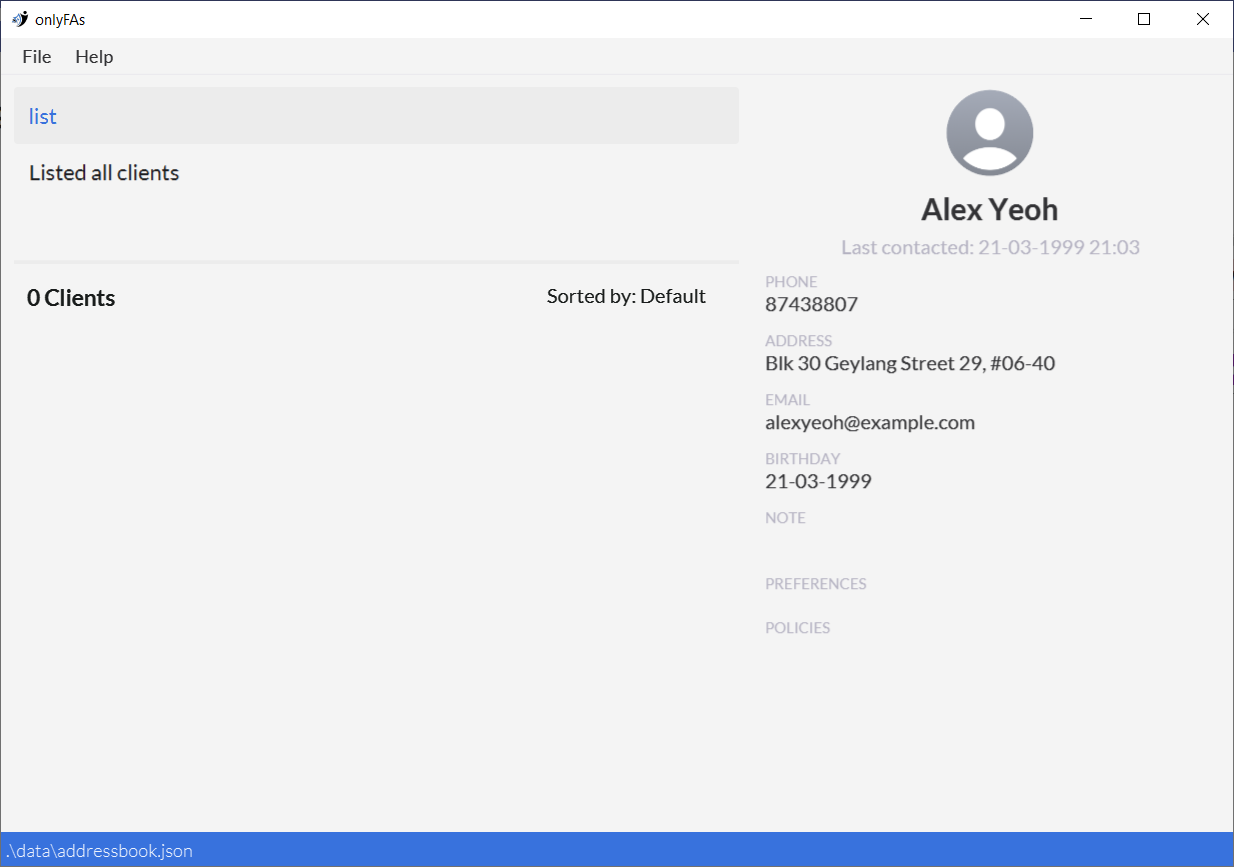 onlyFAs
File Help
list
Listed all clients
0 Clients
Sorted by: Default
Alex Yeoh
Last contacted: 21-03-1999 21:03
PHONE
87438807
ADDRESS
Blk 30 Geylang Street 29, #06-40
EMAIL
alexyeoh@example.com
BIRTHDAY
21-03-1999
NOTE
PREFERENCES
POLICIES
.\data\addressbook.json